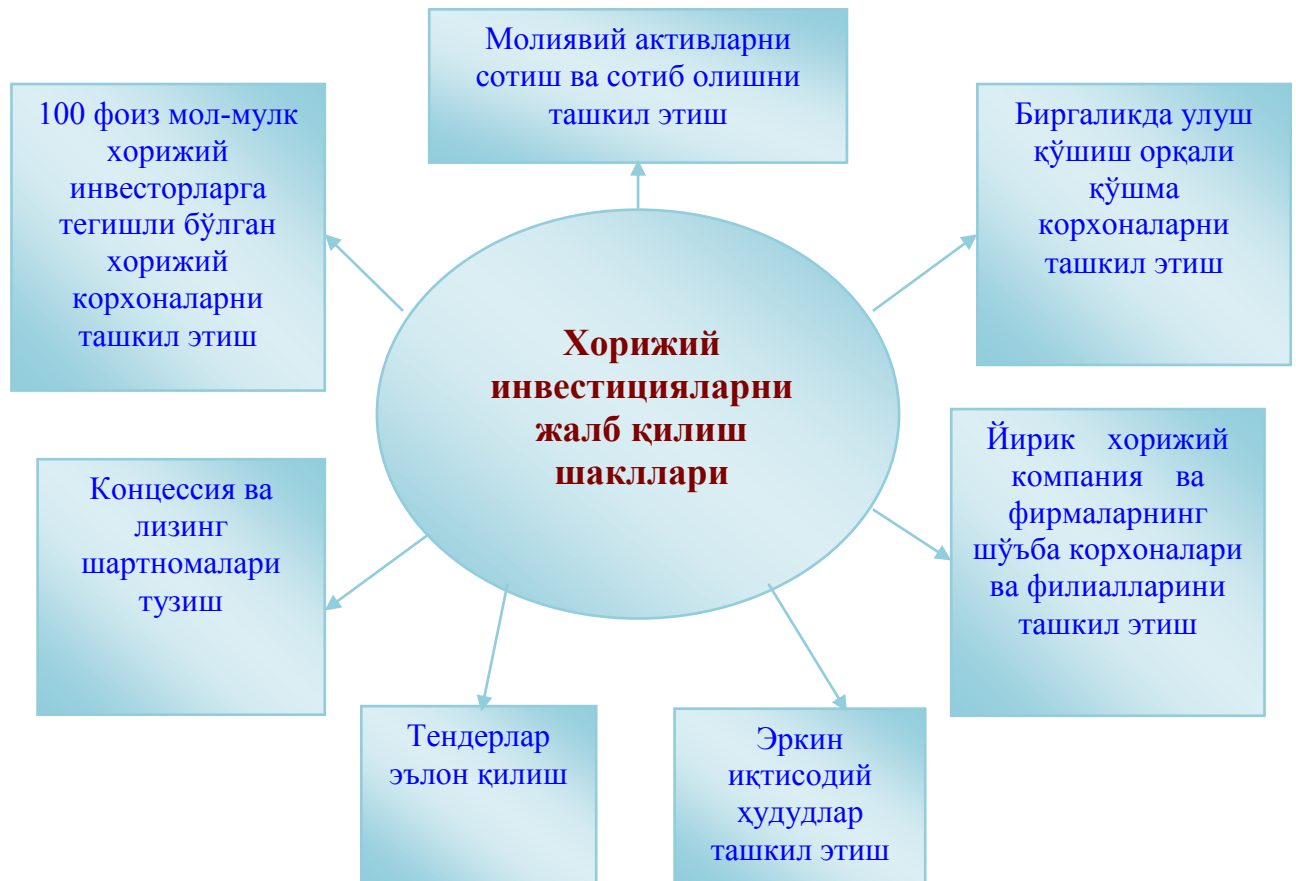 Молиявий активларни
сотиш ва сотиб олишни
ташкил этиш
100 фоиз мол-мулк
хорижий
инвесторларга
тегишли бўлган
хорижий
корхоналарни
ташкил этиш
Биргаликда улуш
қўшиш орқали
қўшма
корхоналарни
ташкил этиш
Хорижий
инвестицияларни
жалб қилиш
шакллари
Концессия ва
лизинг
шартномалари
тузиш
Йирик хорижий
компания ва
фирмаларнинг
шўъба корхоналари
ва филиалларини
ташкил этиш
Тендерлар
эълон қилиш
Эркин
иқтисодий
ҳудудлар
ташкил этиш